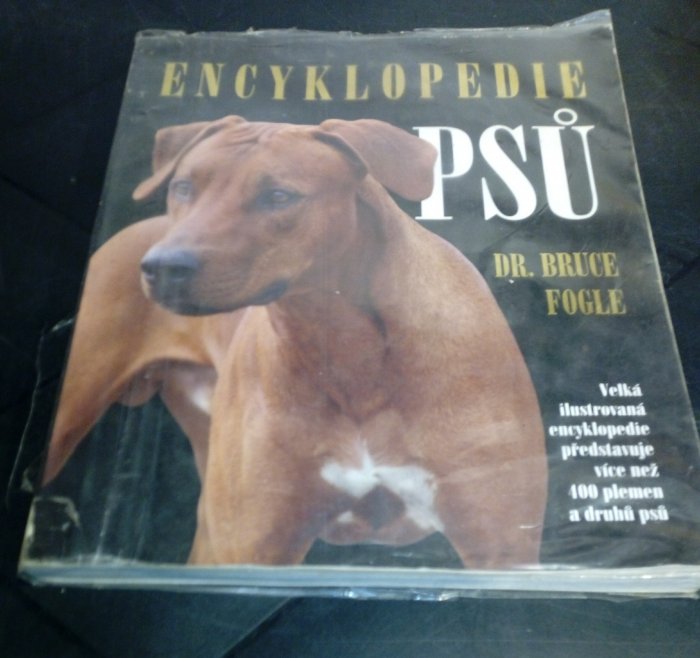 ENCYKLOPEDIE
PSŮ
DR. BRUCE
FOGLE
Velká
ilustrovaná
encyklopedie
představuje
více než
400 plemen
a druhů psů